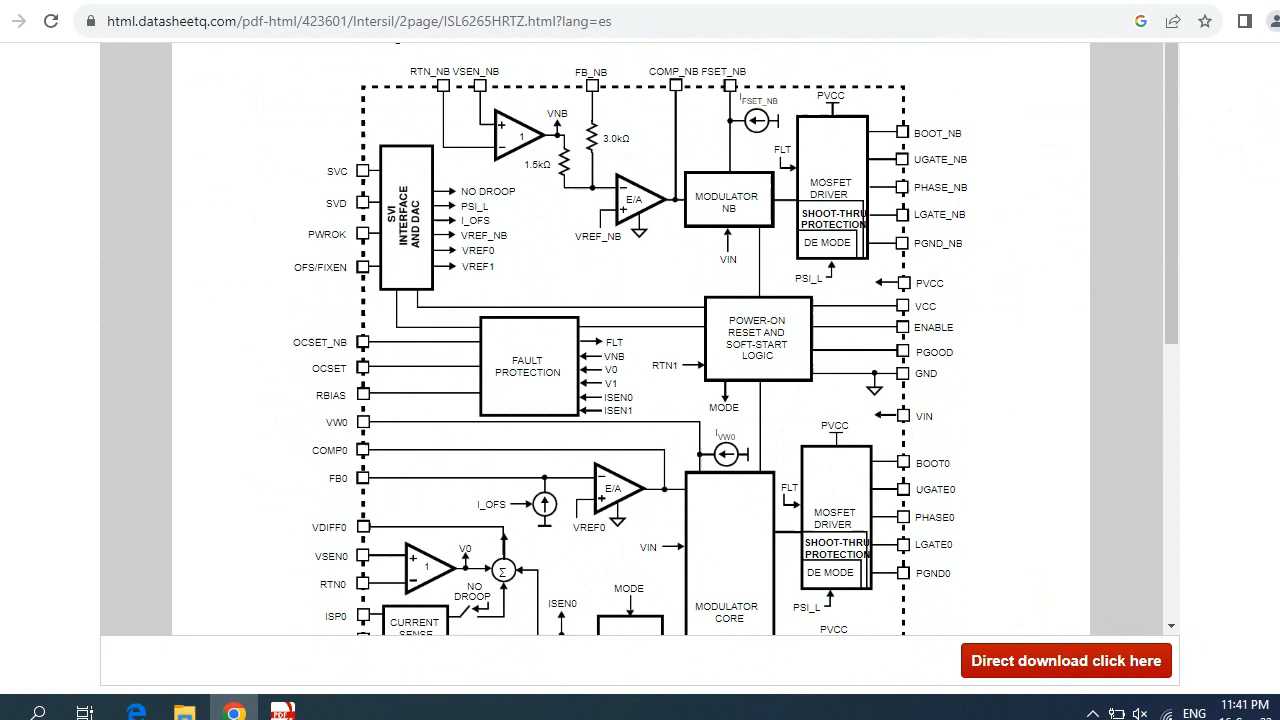 html.datasheetq.com/pdf-html/423601/Intersil/2page/ISL6265HRTZ.html?lang=es
RTN_NB VSEN_NB FB_NB COMP_NB FSET_NB
IFSET_NB
PVCC
VNB
1
3.0kΩ
1.5kΩ
BOOT_NB
FLT
UGATE_NB
SVC
SVI
INTERFACE
AND DAC
NO DROOP
PSI_L
I_OFS
VREF_NB
VREF0
VREF1
E/A
VREF_NB
MODULATOR
NB
VIN
MOSFET
DRIVER
SHOOT-THRU
PROTECTION
DE MODE
PSI_L
PHASE_NB
LGATE_NB
PGND_NB
SVD
PWROK
OFS/FIXEN
PVCC
VCC
ENABLE
PGOOD
GND
POWER-ON
RESET AND
SOFT-START
LOGIC
RTN1
MODE
OCSET_NB
OCSET
RBIAS
FAULT
PROTECTION
FLT
VNB
V0
V1
ISEN0
ISEN1
VIN
VW0
COMP0
FB0
IVW0
PVCC
I_OFS
E/A
VREF0
FLT
BOOT0
UGATE0
PHASE0
LGATE0
PGND0
MOSFET
DRIVER
SHOOT-THRU
PROTECTION
DE MODE
PSI_L
PVCC
VDIFF0
VSEN0
RTN0
ISP0
1
V0
Σ
NO
DROOP
CURRENT
SENSE
ISEN0
MODE
VIN
MODULATOR
CORE
Direct download click here
PDF
ENG
11:41 PM